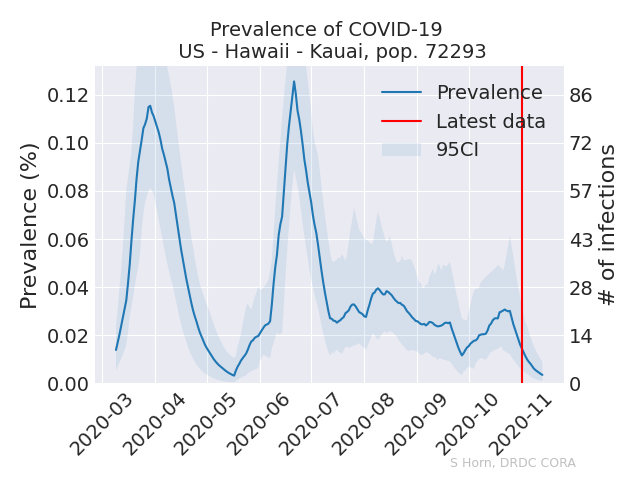 Prevalence of COVID-19
US - Hawaii - Kauai, pop. 72293
Prevalence (%)
0.12
0.10
0.08
0.06
0.04
0.02
0.00
Prevalence
Latest data
95CI
86
72
57
43
28
14
0
# of infections
2020-03
2020-04
2020-05
2020-06
2020-07
2020-08
2020-09
2020-10
2020-11
S Horn, DRDC CORA